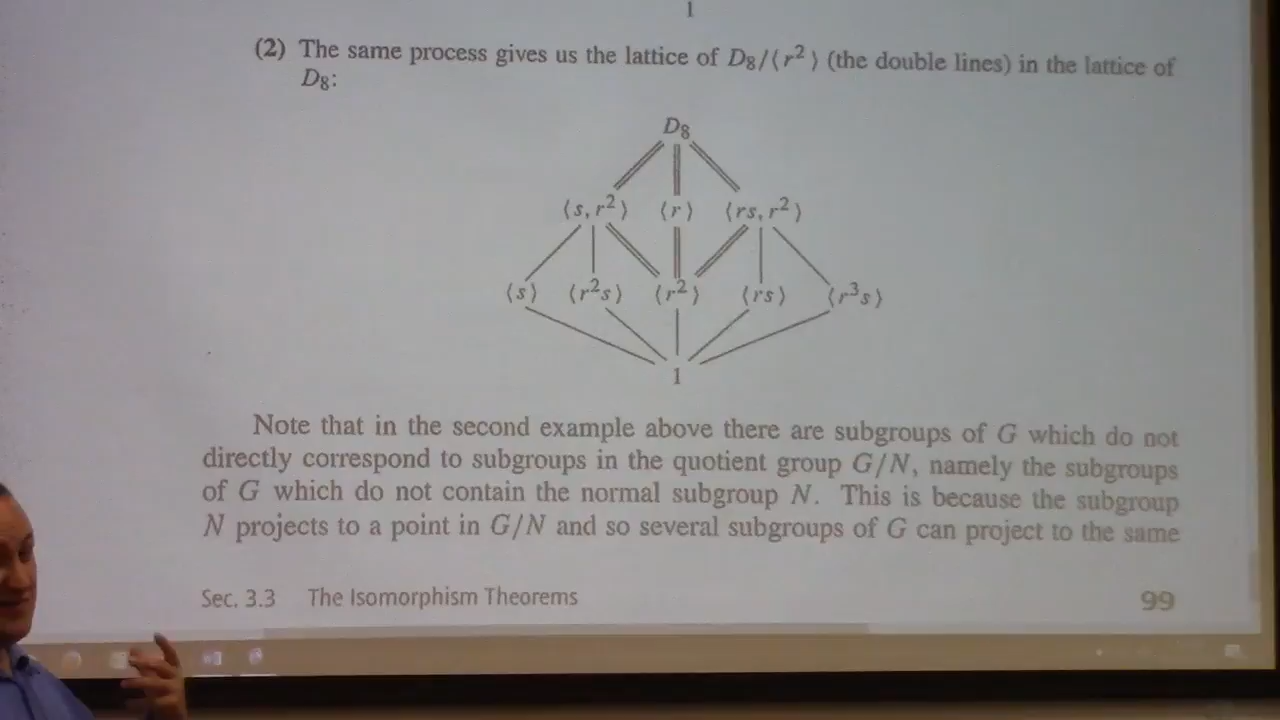 1
(2) The same process gives us the lattice of D₈/⟨r²⟩ (the double lines) in the lattice of
D₈:
D₈
⟨s, r²⟩ ⟨r⟩ ⟨rs, r²⟩
⟨s⟩ ⟨r²s⟩ ⟨r²⟩ ⟨rs⟩ ⟨r³s⟩
1
Note that in the second example above there are subgroups of G which do not
directly correspond to subgroups in the quotient group G/N, namely the subgroups
of G which do not contain the normal subgroup N. This is because the subgroup
N projects to a point in G/N and so several subgroups of G can project to the same
Sec. 3.3 The Isomorphism Theorems 99